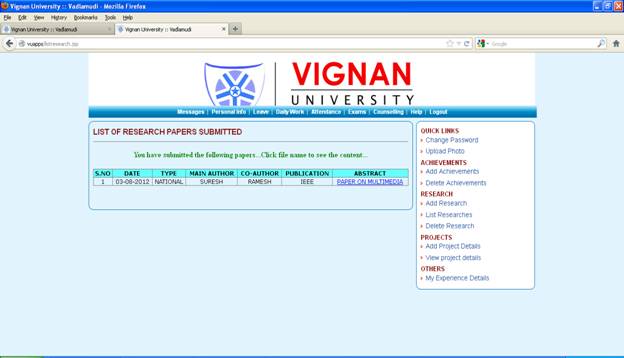 Vignan University :: Vadlamudi - Mozilla Firefox
File Edit View History Bookmarks Tools Help
Vignan University :: Vadlamudi
Vignan University :: Vadlamudi
vuapps/listresearch.jsp
Google
VIGNAN
UNIVERSITY
Messages | Personal Info | Leave | Daily Work | Attendance | Exams | Counselling | Help | Logout
LIST OF RESEARCH PAPERS SUBMITTED
You have submitted the following papers...Click file name to see the content...
S.NO DATE TYPE MAIN AUTHOR CO-AUTHOR PUBLICATION ABSTRACT
1 03-08-2012 NATIONAL SURESH RAMESH IEEE PAPER ON MULTIMEDIA
QUICK LINKS
Change Password
Upload Photo
ACHIEVEMENTS
Add Achievements
Delete Achievements
RESEARCH
Add Research
List Researches
Delete Research
PROJECTS
Add Project Details
View project details
OTHERS
My Experience Details